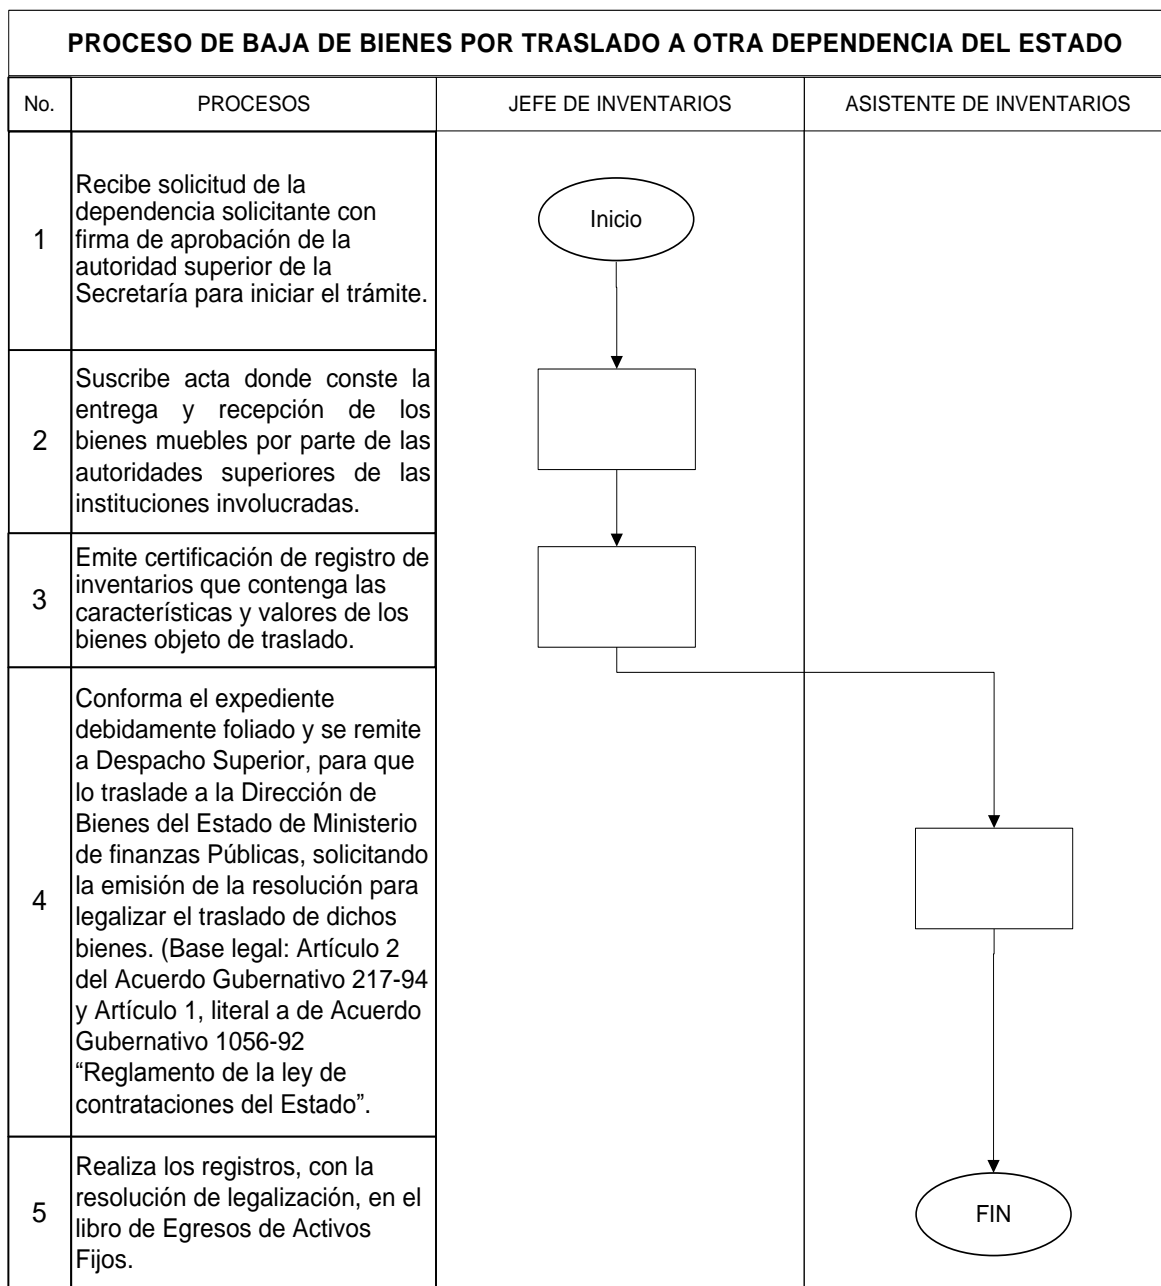 PROCESO DE BAJA DE BIENES POR TRASLADO A OTRA DEPENDENCIA DEL ESTADO
No.
PROCESOS
JEFE DE INVENTARIOS
ASISTENTE DE INVENTARIOS
1
Recibe solicitud de la
dependencia solicitante con
firma de aprobación de la
autoridad superior de la
Secretaría para iniciar el trámite.
Inicio
2
Suscribe acta donde conste la
entrega y recepción de los
bienes muebles por parte de las
autoridades superiores de las
instituciones involucradas.
3
Emite certificación de registro de
inventarios que contenga las
características y valores de los
bienes objeto de traslado.
4
Conforma el expediente
debidamente foliado y se remite
a Despacho Superior, para que
lo traslade a la Dirección de
Bienes del Estado de Ministerio
de finanzas Públicas, solicitando
la emisión de la resolución para
legalizar el traslado de dichos
bienes. (Base legal: Artículo 2
del Acuerdo Gubernativo 217-94
y Artículo 1, literal a de Acuerdo
Gubernativo 1056-92
“Reglamento de la ley de
contrataciones del Estado”.
5
Realiza los registros, con la
resolución de legalización, en el
libro de Egresos de Activos
Fijos.
FIN